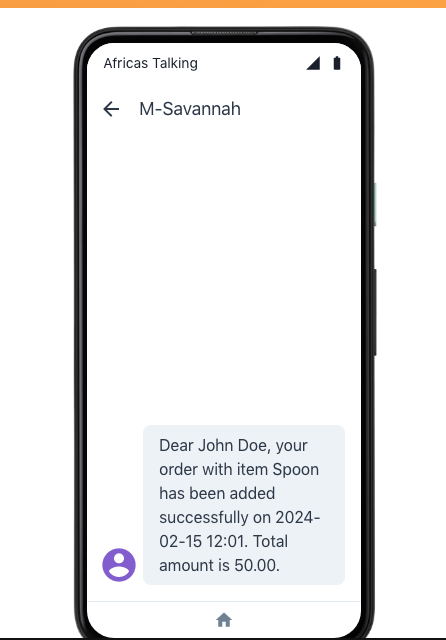 Africas Talking
M-Savannah
Dear John Doe, your
order with item Spoon
has been added
successfully on 2024-
02-15 12:01. Total
amount is 50.00.